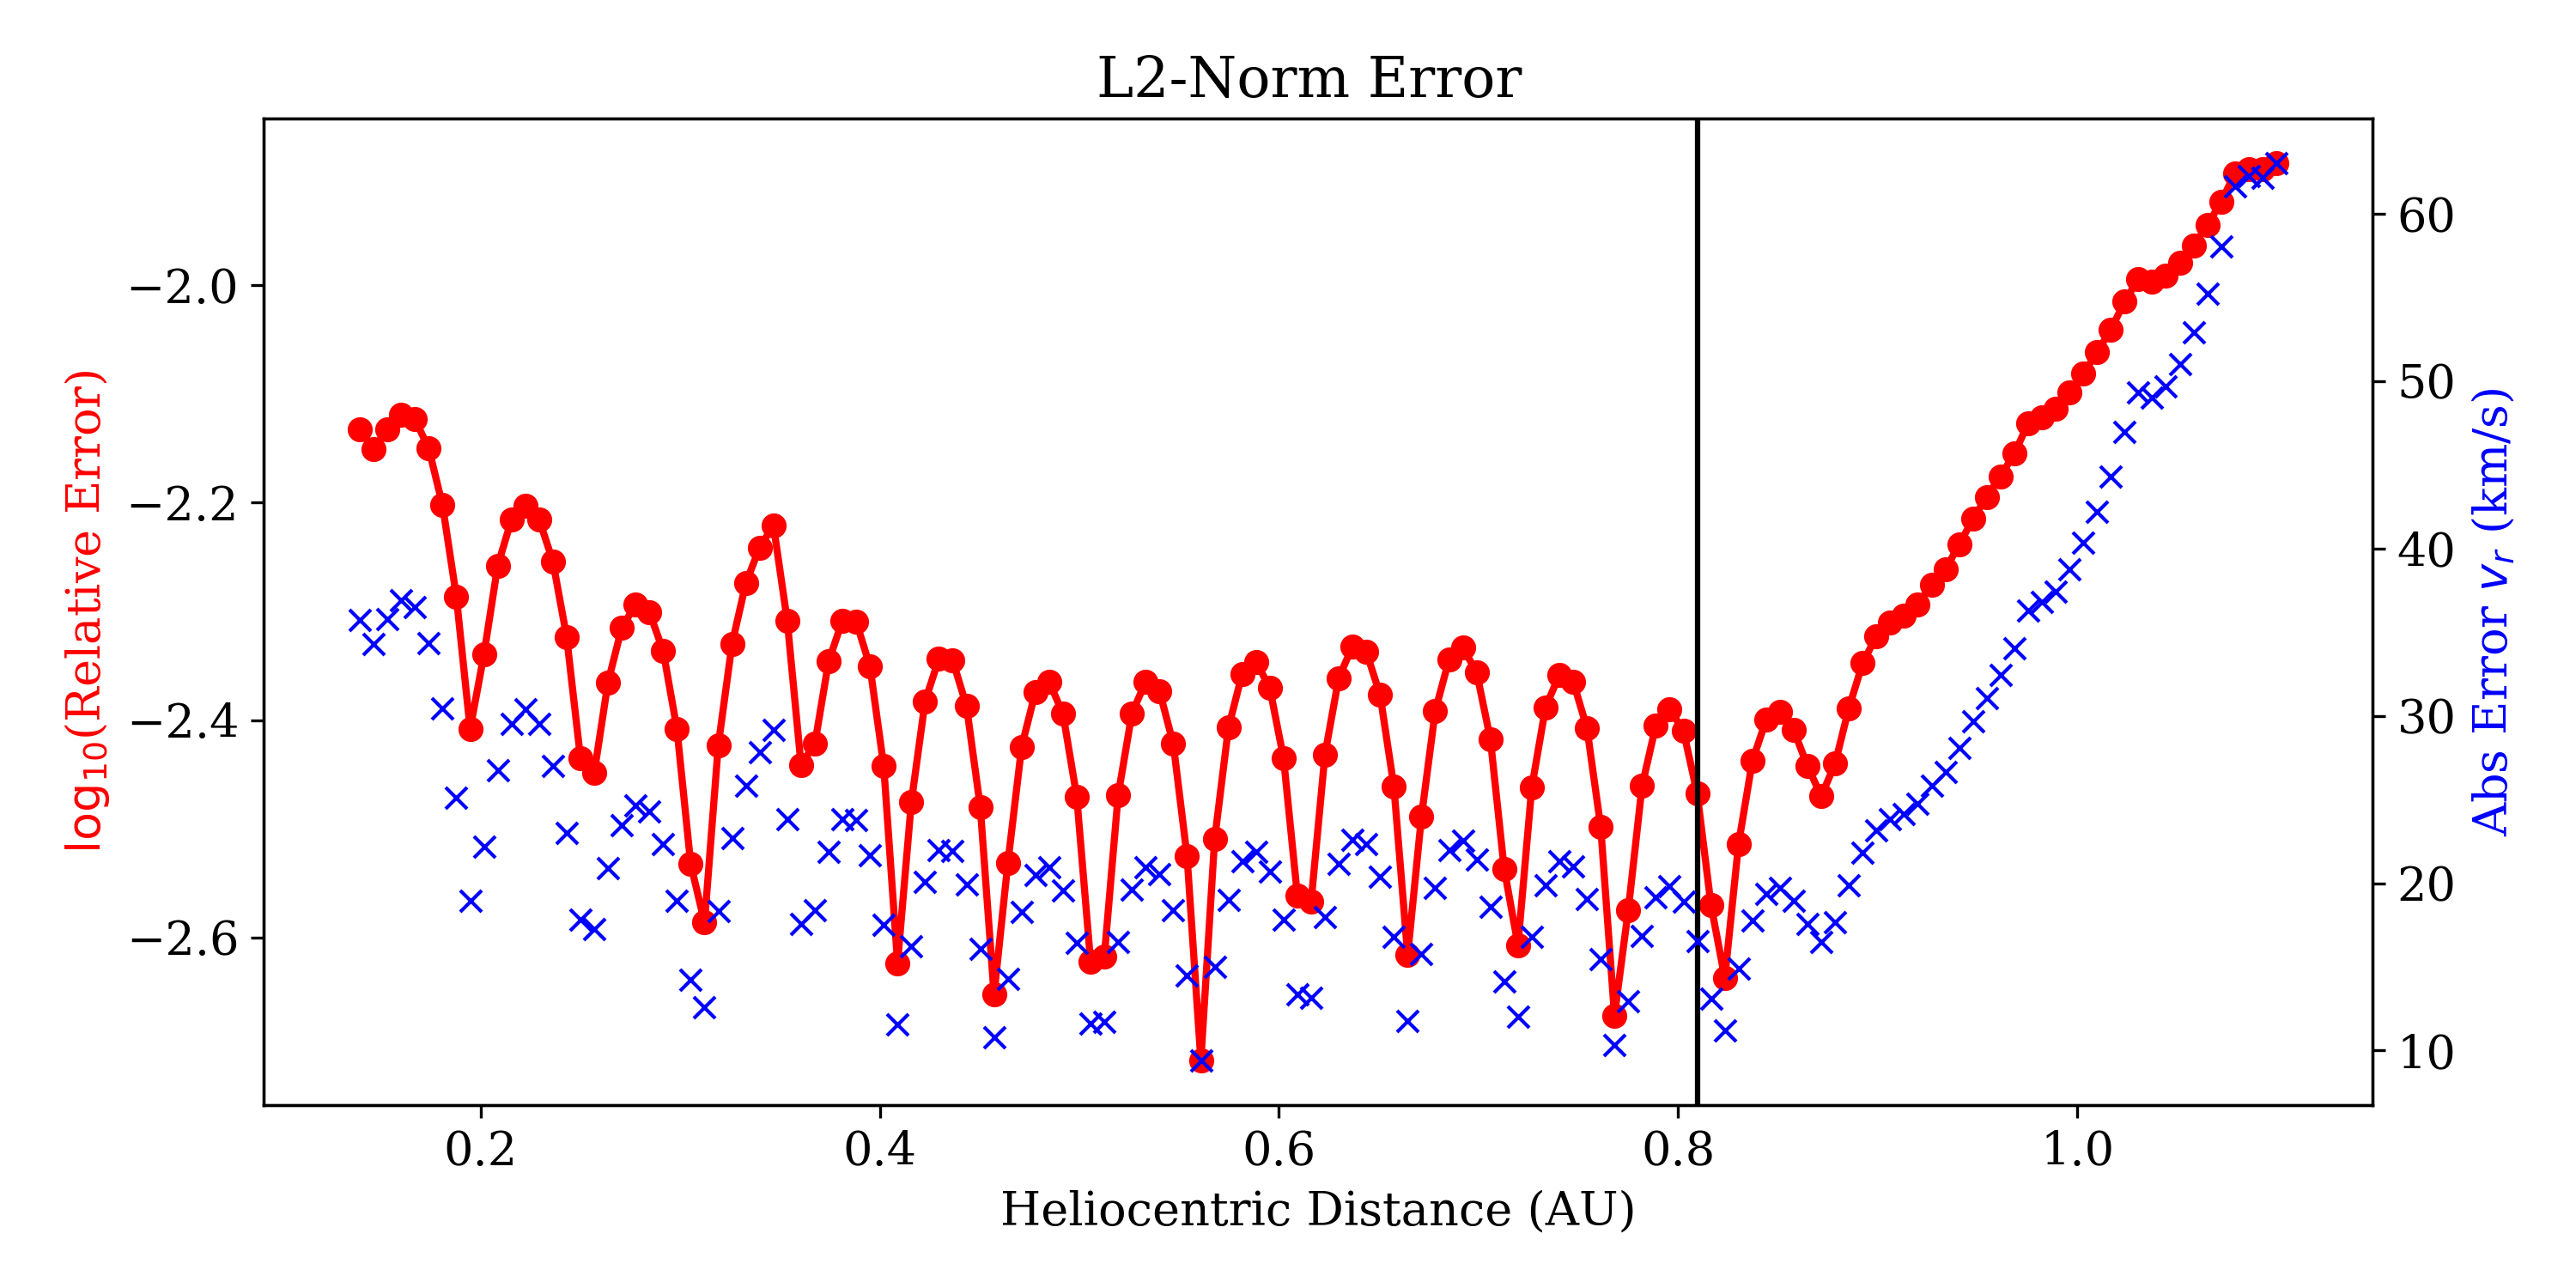 L2-Norm Error
log₁₀(Relative Error)
−2.0
−2.2
−2.4
−2.6
60
50
40
30
20
10
Abs Error vᵣ (km/s)
0.2 0.4 0.6 0.8 1.0
Heliocentric Distance (AU)